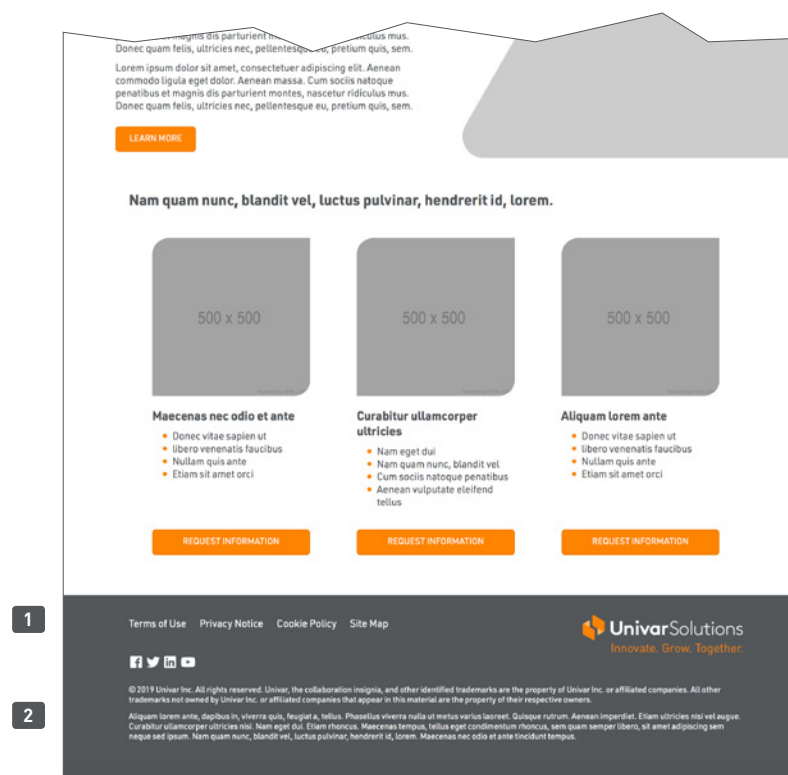 magnis dis parturient
ridiculus mus.
Donec quam felis, ultricies nec, pellentesque eu, pretium quis, sem.
Lorem ipsum dolor sit amet, consectetuer adipiscing elit. Aenean
commodo ligula eget dolor. Aenean massa. Cum sociis natoque
penatibus et magnis dis parturient montes, nascetur ridiculus mus.
Donec quam felis, ultricies nec, pellentesque eu, pretium quis, sem.
LEARN MORE
Nam quam nunc, blandit vel, luctus pulvinar, hendrerit id, lorem.
500 x 500
500 x 500
500 x 500
Maecenas nec odio et ante
Donec vitae sapien ut
libero venenatis faucibus
Nullam quis ante
Etiam sit amet orci
REQUEST INFORMATION
Curabitur ullamcorper
ultricies
Nam eget dui
Nam quam nunc, blandit vel
Cum sociis natoque penatibus
Aenean vulputate eleifend
tellus
REQUEST INFORMATION
Aliquam lorem ante
Donec vitae sapien ut
libero venenatis faucibus
Nullam quis ante
Etiam sit amet orci
REQUEST INFORMATION
1
Terms of Use Privacy Notice Cookie Policy Site Map
UnivarSolutions
Innovate. Grow. Together.
© 2019 Univar Inc. All rights reserved. Univar, the collaboration insignia, and other identified trademarks are the property of Univar Inc. or affiliated companies. All other
trademarks not owned by Univar Inc. or affiliated companies that appear in this material are the property of their respective owners.
2
Aliquam lorem ante, dapibus in, viverra quis, feugiat a, tellus. Phasellus viverra nulla ut metus varius laoreet. Quisque rutrum. Aenean imperdiet. Etiam ultricies nisi vel augue.
Curabitur ullamcorper ultricies nisi. Nam eget dui. Etiam rhoncus. Maecenas tempus, tellus eget condimentum rhoncus, sem quam semper libero, sit amet adipiscing sem
neque sed ipsum. Nam quam nunc, blandit vel, luctus pulvinar, hendrerit id, lorem. Maecenas nec odio et ante tincidunt tempus.